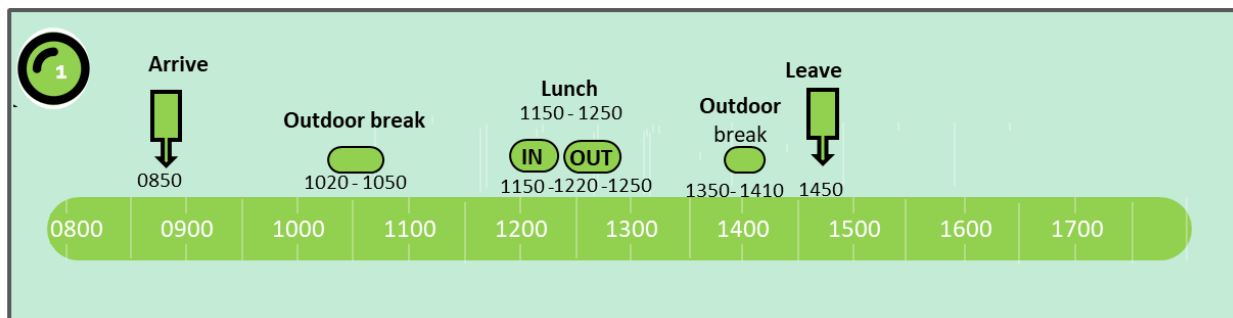 1
Arrive
0850
Outdoor break
1020 - 1050
Lunch
1150 - 1250
IN OUT
1150 -1220 -1250
Outdoor
break
1350- 1410
Leave
1450
0800 0900 1000 1100 1200 1300 1400 1500 1600 1700